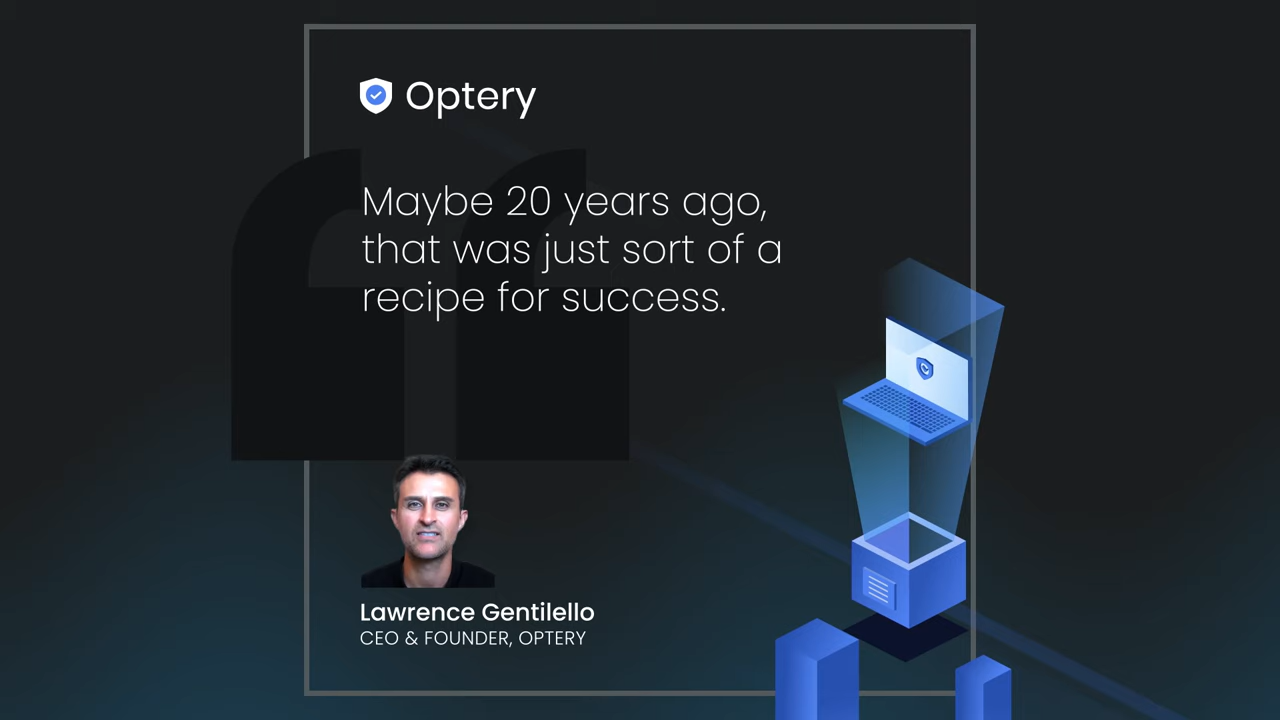 Optery
Maybe 20 years ago,
that was just sort of a
recipe for success.
Lawrence Gentilello
CEO & FOUNDER, OPTERY